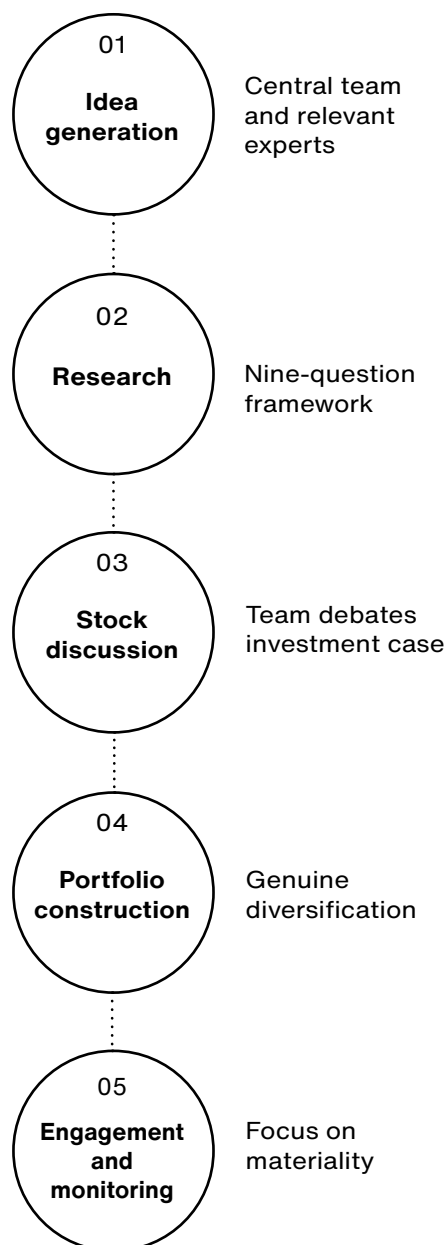 01
Idea
generation
Central team
and relevant
experts
02
Research
Nine-question
framework
03
Stock
discussion
Team debates
investment case
04
Portfolio
construction
Genuine
diversification
05
Engagement
and
monitoring
Focus on
materiality